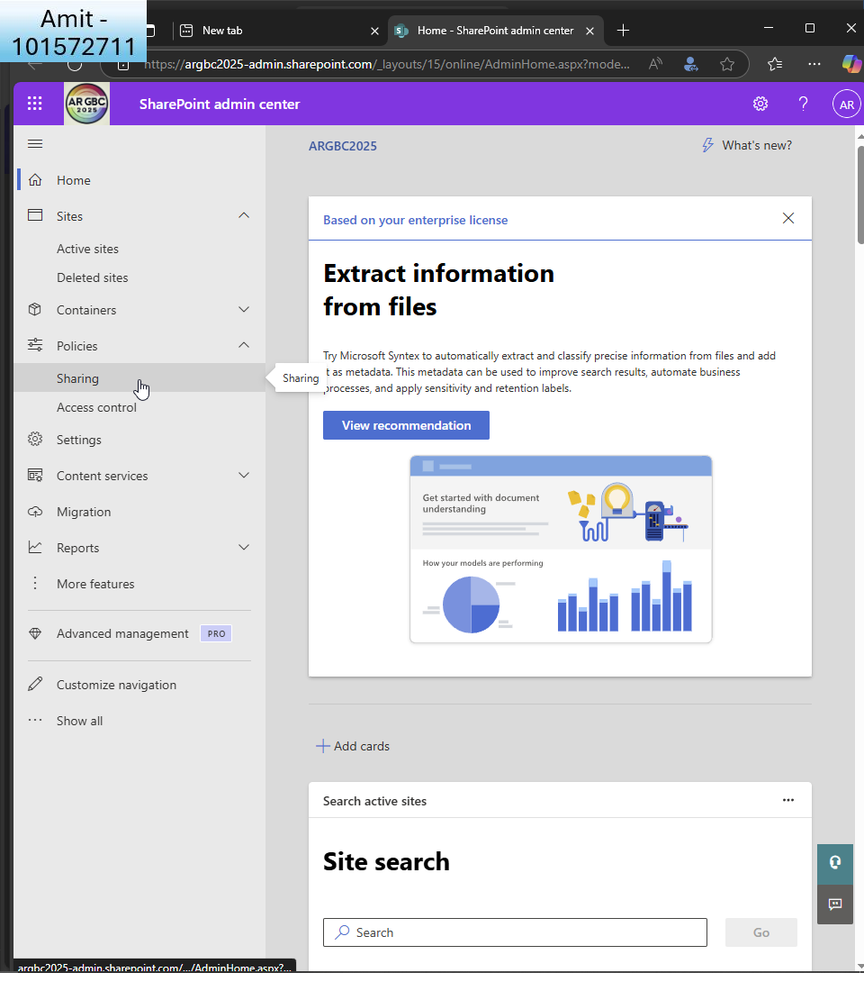 Amit -
101572711
New tab
Home - SharePoint admin center
https://argbc2025-admin.sharepoint.com/_layouts/15/online/AdminHome.aspx?mode...
AR GBC
2025
SharePoint admin center
?
AR
ARGBC2025
What's new?
Home
Sites
Active sites
Deleted sites
Containers
Policies
Sharing
Access control
Settings
Content services
Migration
Reports
More features
Advanced management PRO
Customize navigation
Show all
Sharing
Based on your enterprise license
Extract information
from files
Try Microsoft Syntex to automatically extract and classify precise information from files and add
it as metadata. This metadata can be used to improve search results, automate business
processes, and apply sensitivity and retention labels.
View recommendation
Get started with document
understanding
How your models are performing
Add cards
Search active sites
Site search
Search
Go
argbc2025-admin.sharepoint.com/.../AdminHome.aspx?...